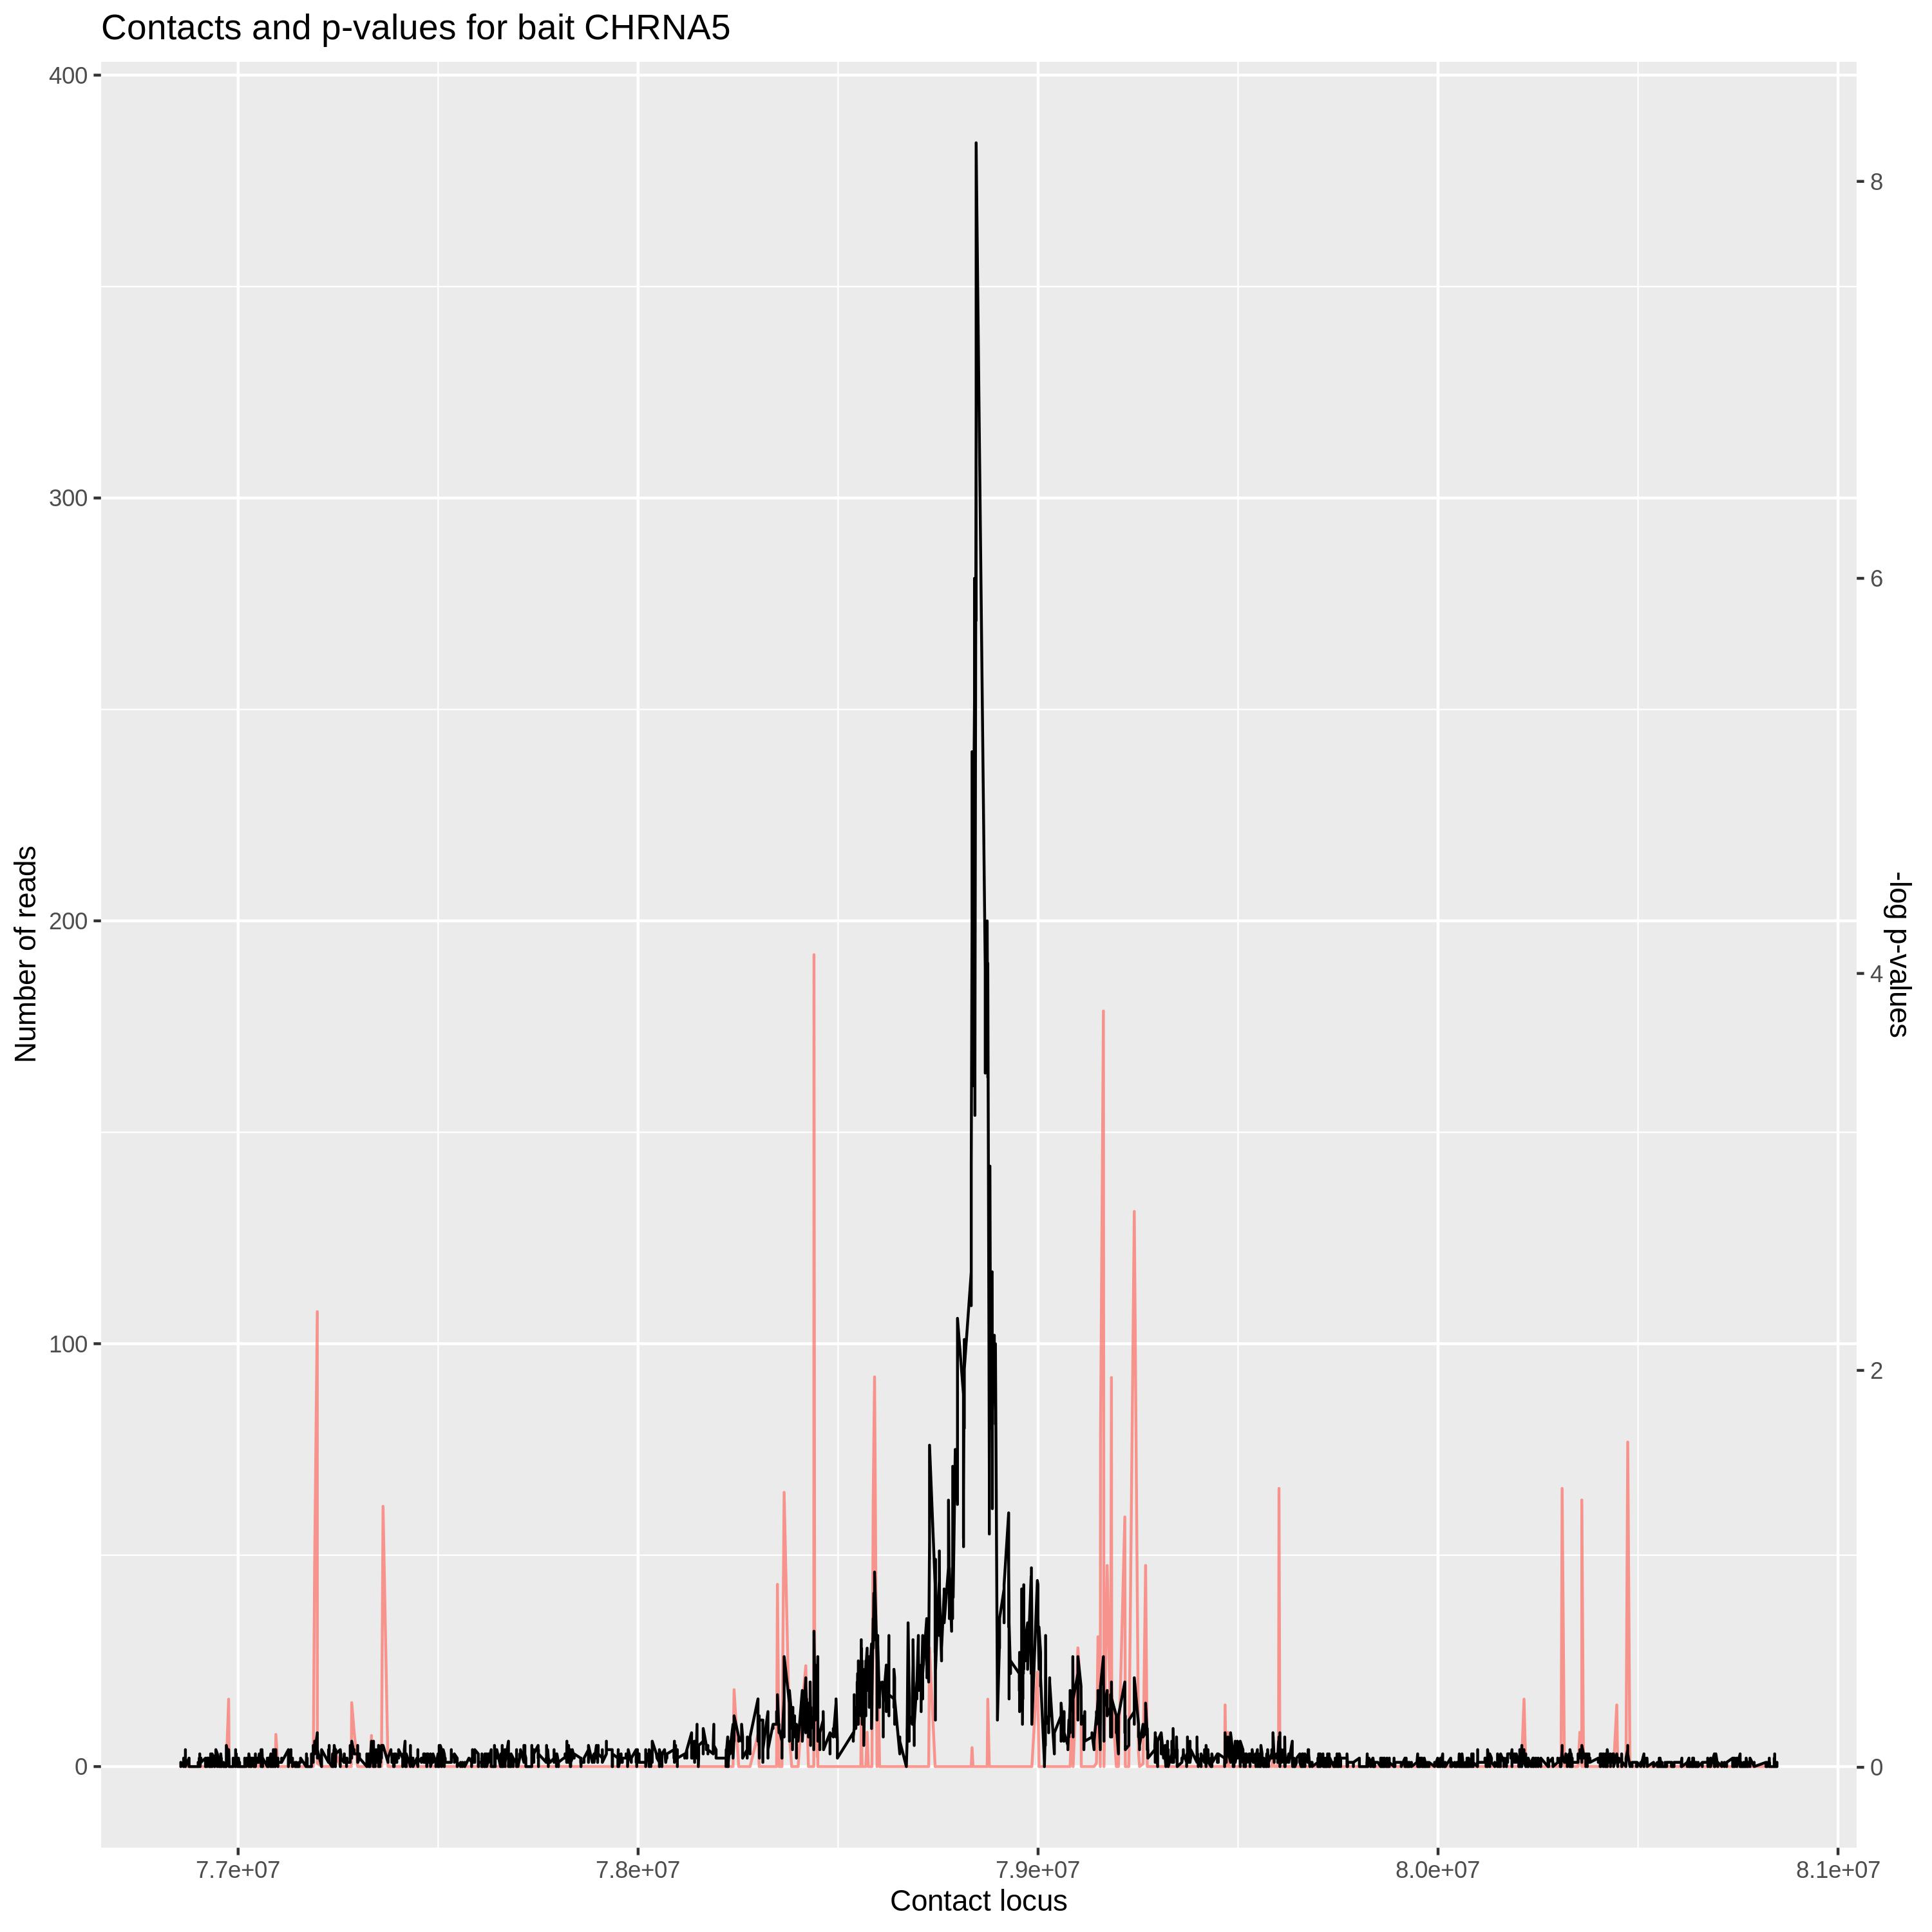 Contacts and p-values for bait CHRNA5
400
300
200
100
0
Number of reads
8
6
4
2
0
-log p-values
7.7e+07
7.8e+07
7.9e+07
8.0e+07
8.1e+07
Contact locus